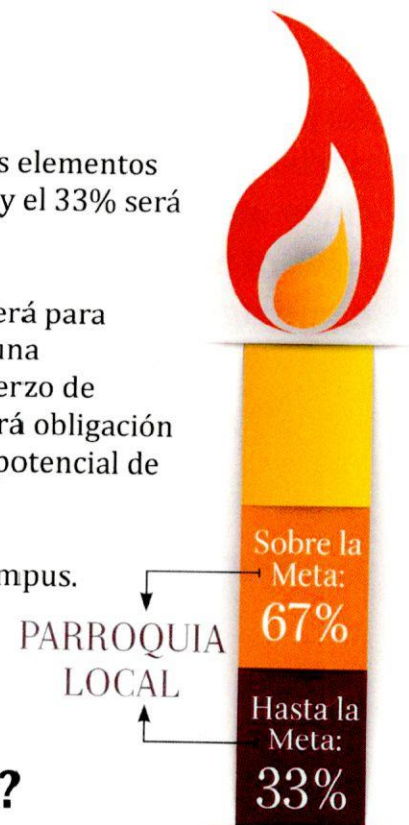 s elementos
y el 33% será
erá para
una
erzo de
rá obligación
potencial de
mpus.
PARROQUIA
LOCAL
Sobre la
Meta:
67%
Hasta la
Meta:
33%
?